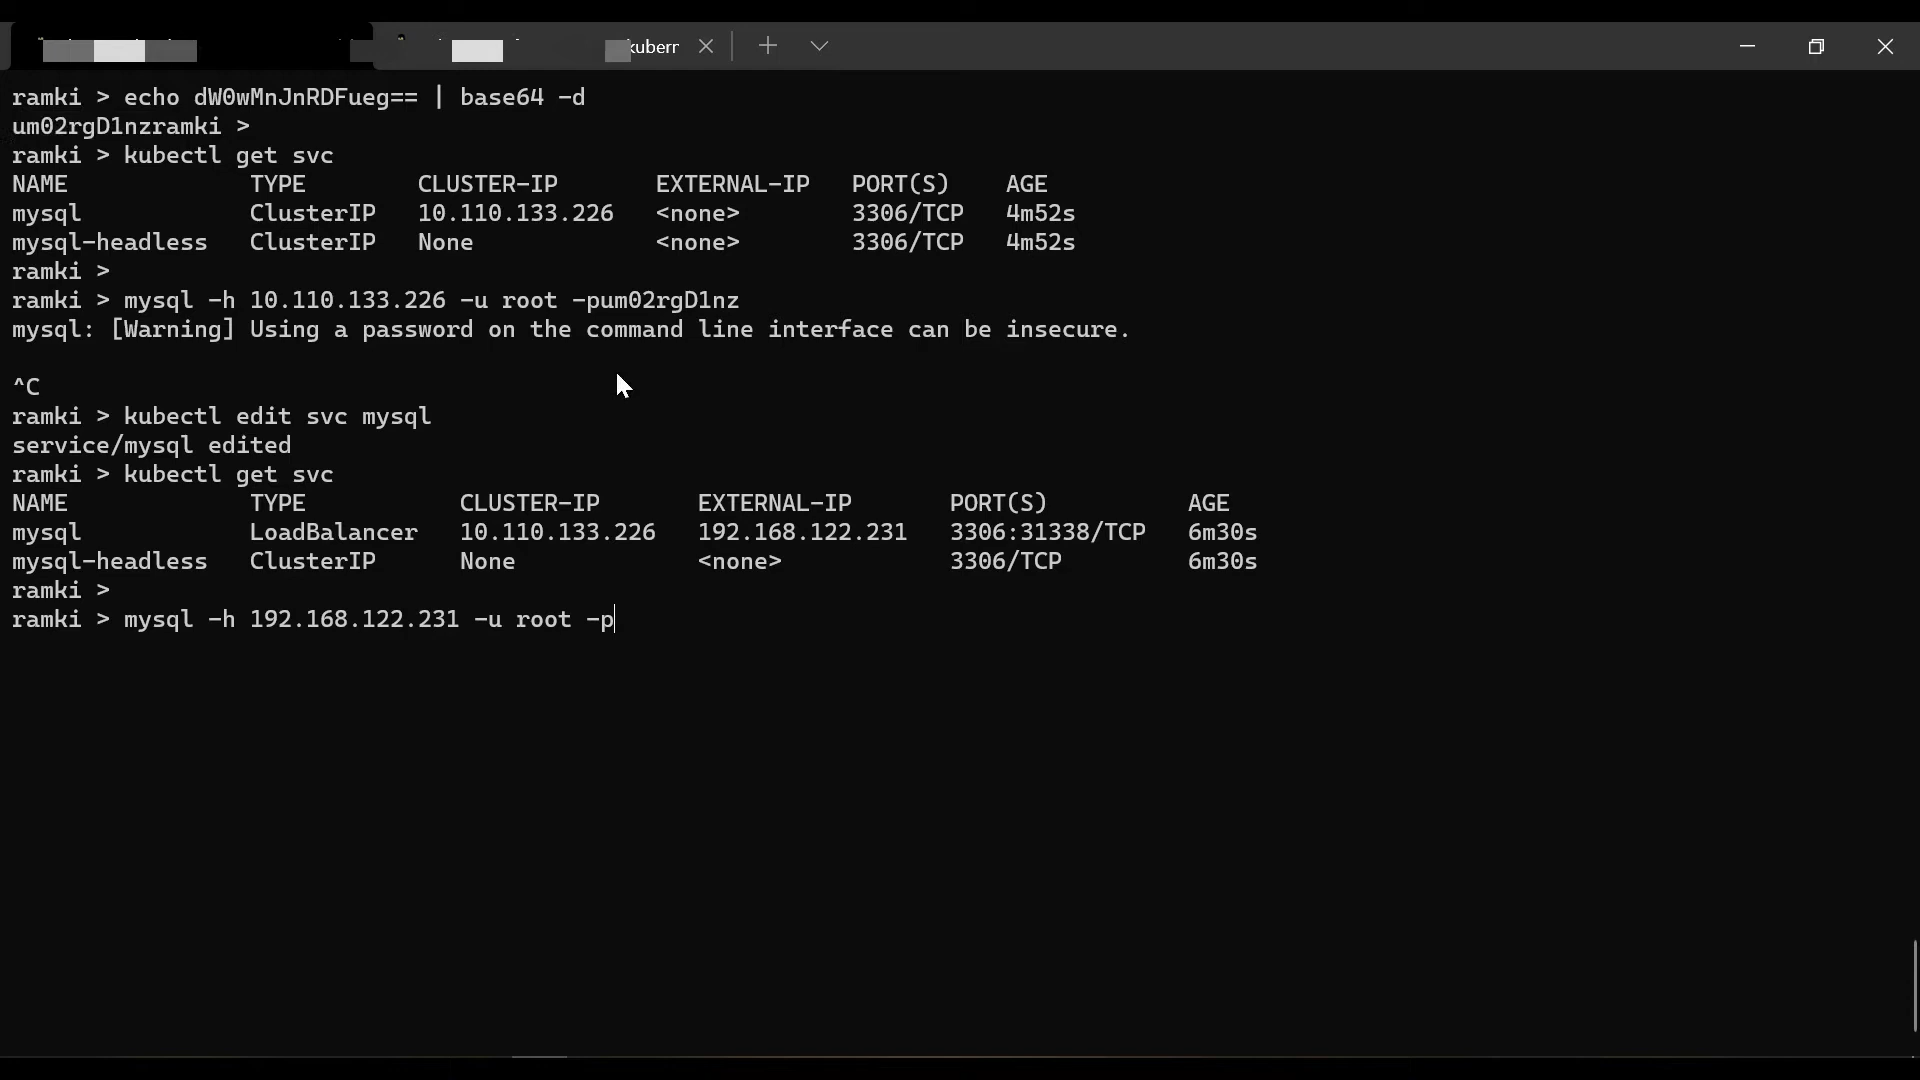 kubern
ramki > echo dW0wMnJnRDFueg== | base64 -d
um02rgD1nzramki >
ramki > kubectl get svc
NAME TYPE CLUSTER-IP EXTERNAL-IP PORT(S) AGE
mysql ClusterIP 10.110.133.226 <none> 3306/TCP 4m52s
mysql-headless ClusterIP None <none> 3306/TCP 4m52s
ramki >
ramki > mysql -h 10.110.133.226 -u root -pum02rgD1nz
mysql: [Warning] Using a password on the command line interface can be insecure.
^C
ramki > kubectl edit svc mysql
service/mysql edited
ramki > kubectl get svc
NAME TYPE CLUSTER-IP EXTERNAL-IP PORT(S) AGE
mysql LoadBalancer 10.110.133.226 192.168.122.231 3306:31338/TCP 6m30s
mysql-headless ClusterIP None <none> 3306/TCP 6m30s
ramki >
ramki > mysql -h 192.168.122.231 -u root -p